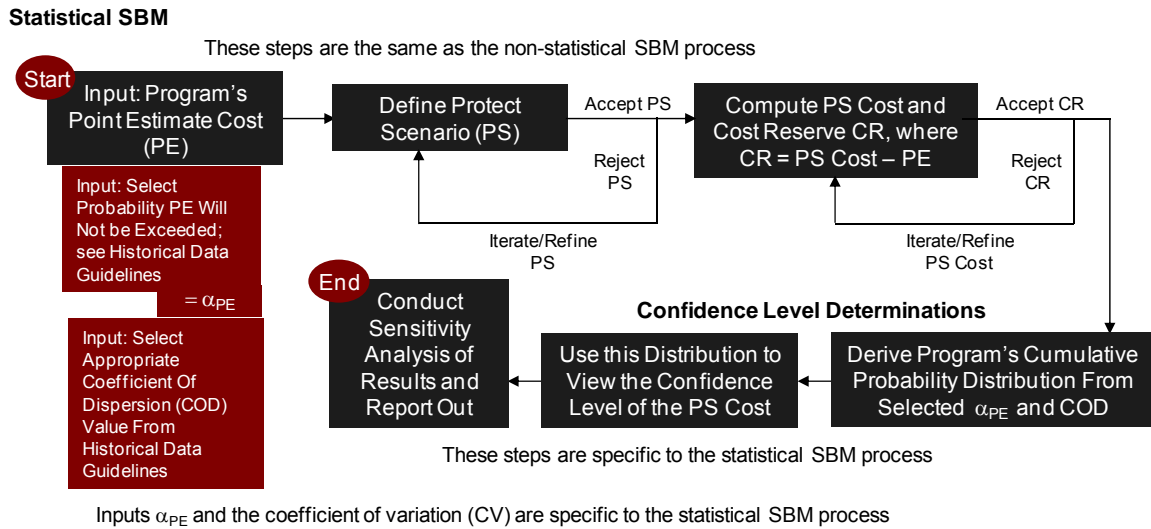 Statistical SBM
These steps are the same as the non-statistical SBM process
Start
Input: Program's
Point Estimate Cost
(PE)
Define Protect
Scenario (PS)
Accept PS
Reject
PS
Iterate/Refine
PS
Compute PS Cost and
Cost Reserve CR, where
CR = PS Cost – PE
Accept CR
Reject
CR
Iterate/Refine
PS Cost
Input: Select
Probability PE Will
Not be Exceeded;
see Historical Data
Guidelines
= αPE
Input: Select
Appropriate
Coefficient Of
Dispersion (COD)
Value From
Historical Data
Guidelines
Confidence Level Determinations
Derive Program's Cumulative
Probability Distribution From
Selected αPE and COD
Use this Distribution to
View the Confidence
Level of the PS Cost
End
Conduct
Sensitivity
Analysis of
Results and
Report Out
These steps are specific to the statistical SBM process
Inputs αPE and the coefficient of variation (CV) are specific to the statistical SBM process